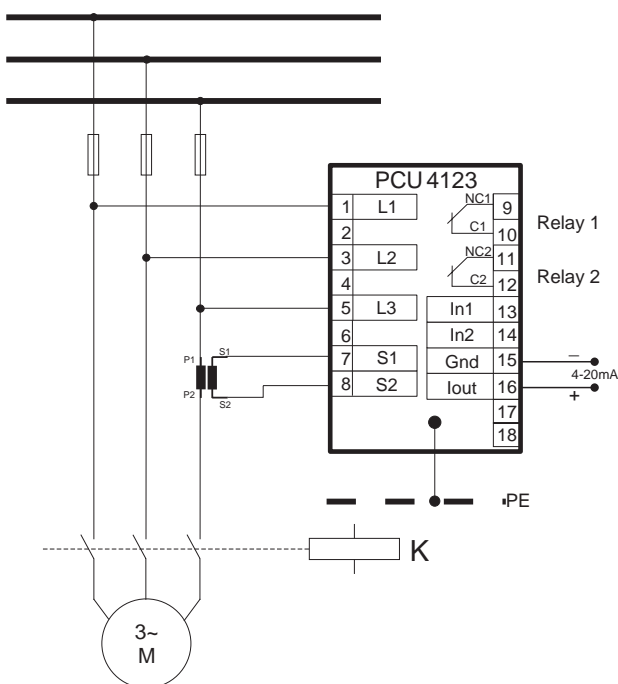 PCU 4123
1 L1
2
3 L2
4
5 L3
6
7 S1
8 S2
NC1 9
C1 10
NC2 11
C2 12
In1 13
In2 14
Gnd 15
Iout 16
17
18
Relay 1
Relay 2
–
4-20mA
+
P1
S1
P2
S2
PE
K
3~
M